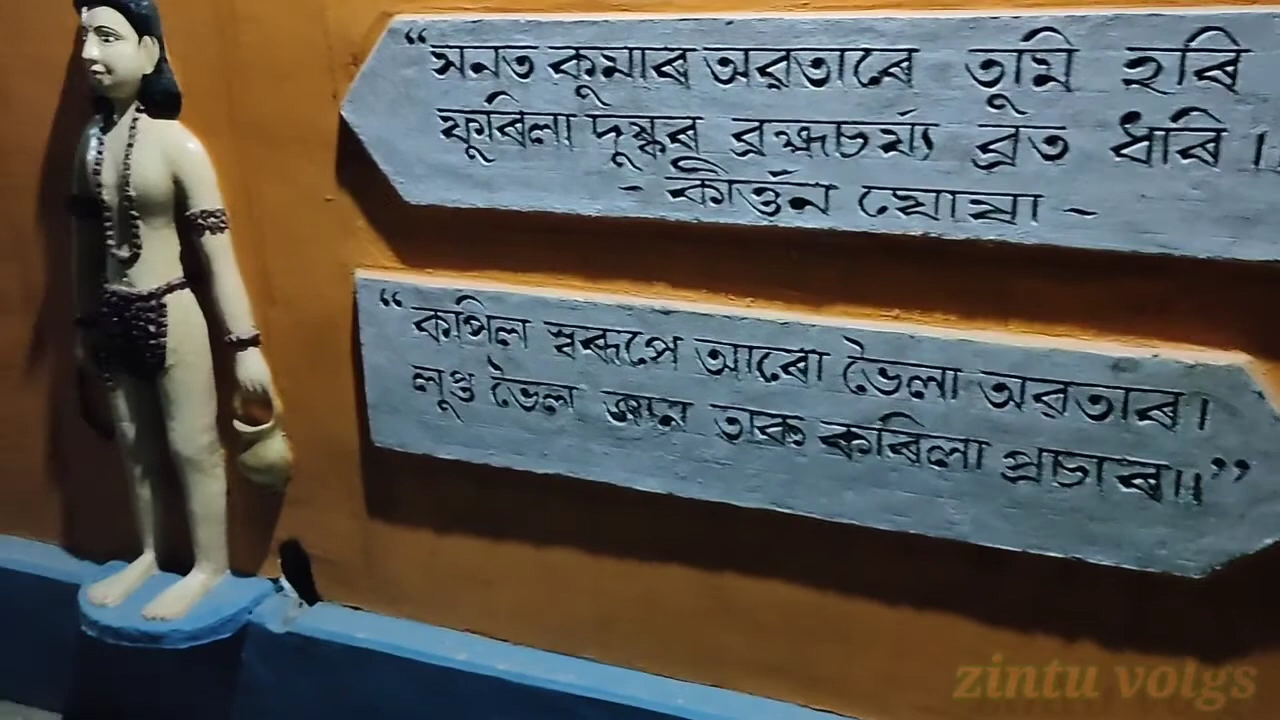 “সনত কুমাৰ অৱতাৰে তুমি হৰি
ফুৰিলা দুষ্কৰ ব্ৰহ্মচৰ্য্য ব্ৰত ধৰি ।
- কীৰ্ত্তন ঘোষা -
“কপিল স্বৰূপে আৰো ভৈলা অৱতাৰ।
লুপ্ত ভৈল জ্ঞান তাক কৰিলা প্ৰচাৰ॥”
zintu volgs